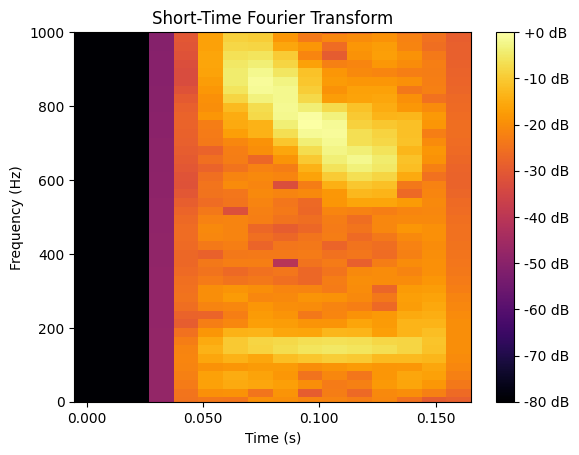 Short-Time Fourier Transform
1000
800
600
400
200
0
Frequency (Hz)
0.000
0.050
0.100
0.150
Time (s)
+0 dB
-10 dB
-20 dB
-30 dB
-40 dB
-50 dB
-60 dB
-70 dB
-80 dB